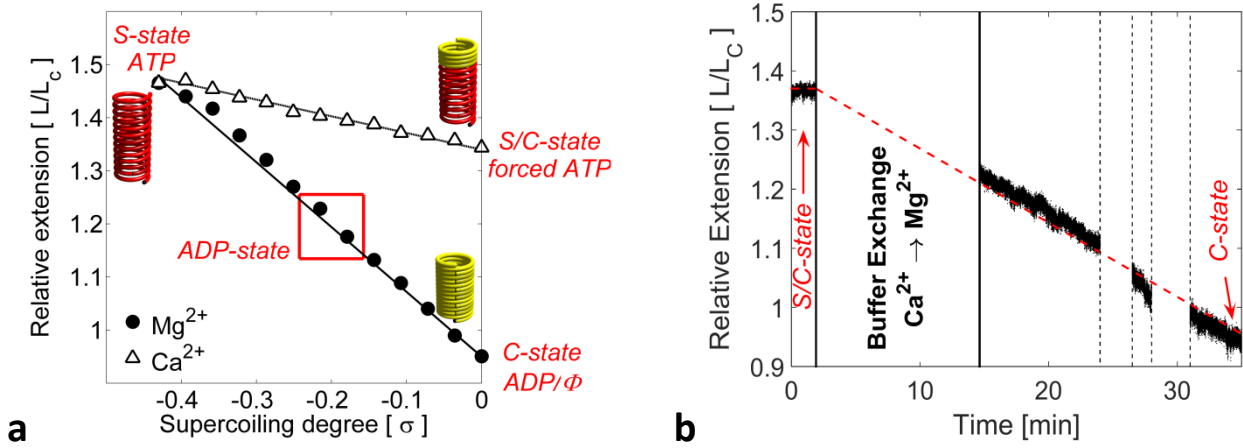 S-state
ATP
1.5
1.4
1.3
1.2
1.1
1
Relative extension [ L/L_C ]
S/C-state
forced ATP
ADP-state
Mg2+
Ca2+
C-state
ADP/Φ
-0.4
-0.3
-0.2
-0.1
0
Supercoiling degree [ σ ]
a
1.5
1.4
1.3
1.2
1.1
1
0.9
Relative Extension [ L/L_C ]
S/C-state
Buffer Exchange
Ca2+ → Mg2+
C-state
0
10
20
30
Time [min]
b